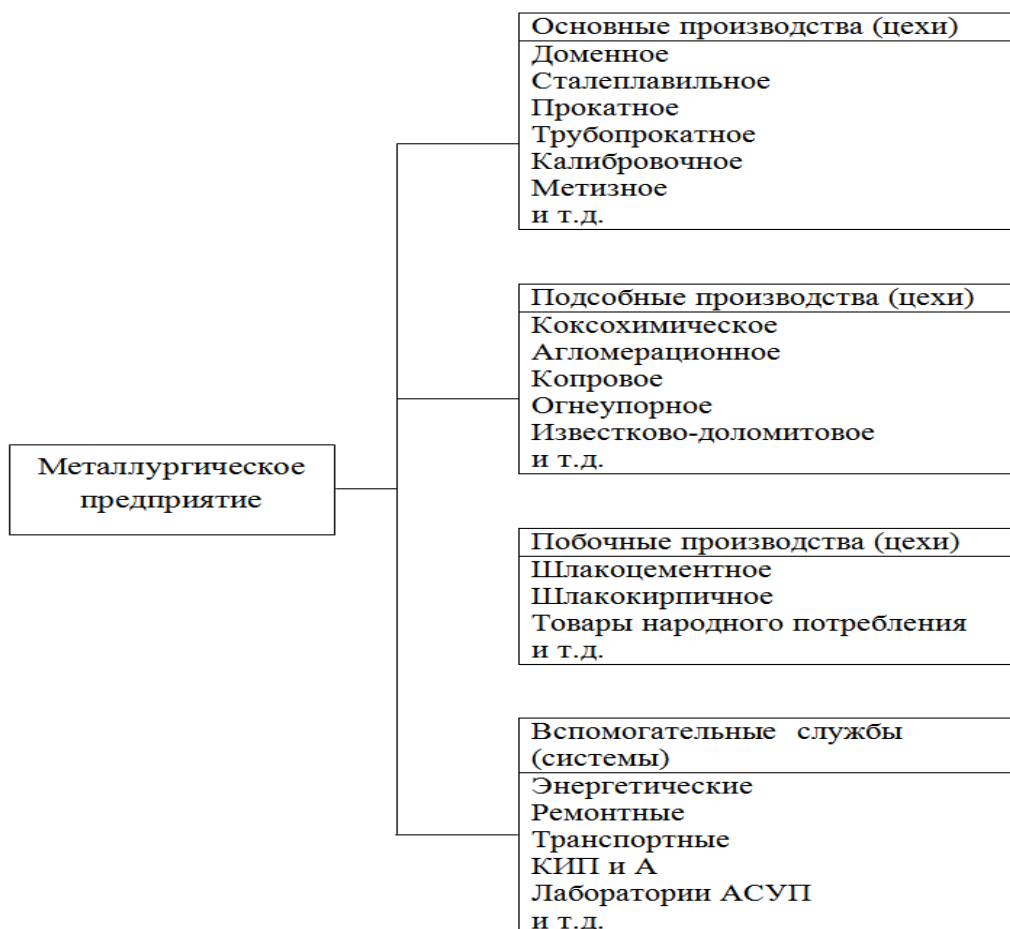 Основные производства (цехи)
Доменное
Сталеплавильное
Прокатное
Трубопрокатное
Калибровочное
Метизное
и т.д.
Подсобные производства (цехи)
Коксохимическое
Агломерационное
Копровое
Огнеупорное
Известково-доломитовое
и т.д.
Металлургическое
предприятие
Побочные производства (цехи)
Шлакоцементное
Шлакокирпичное
Товары народного потребления
и т.д.
Вспомогательные службы
(системы)
Энергетические
Ремонтные
Транспортные
КИП и А
Лаборатории АСУП
и т.д.